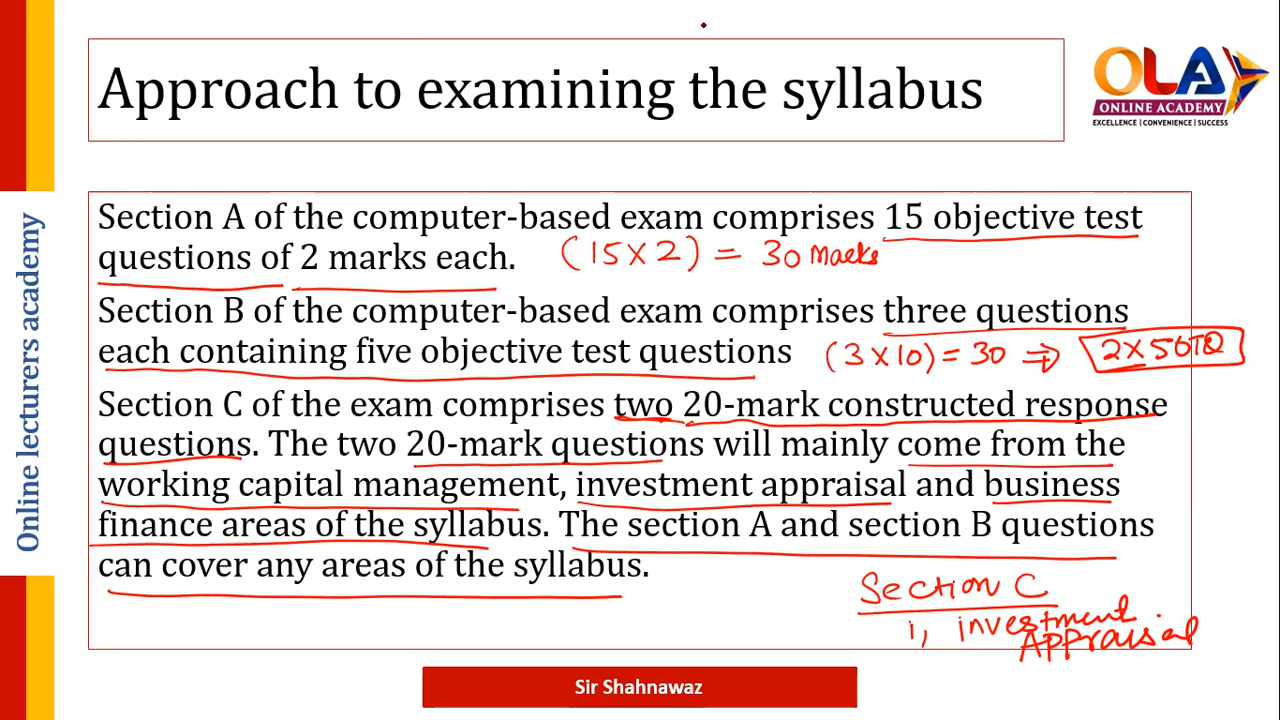 Approach to examining the syllabus
OLA
ONLINE ACADEMY
EXCELLENCE | CONVENIENCE | SUCCESS
Online lecturers academy
Section A of the computer-based exam comprises 15 objective test
questions of 2 marks each. (15 x 2) = 30 Marks
Section B of the computer-based exam comprises three questions
each containing five objective test questions (3 x 10) = 30 ⇒ 2 x 5 OTQ
Section C of the exam comprises two 20-mark constructed response
questions. The two 20-mark questions will mainly come from the
working capital management, investment appraisal and business
finance areas of the syllabus. The section A and section B questions
can cover any areas of the syllabus.
Section C
i, investment
Appraisal
Sir Shahnawaz